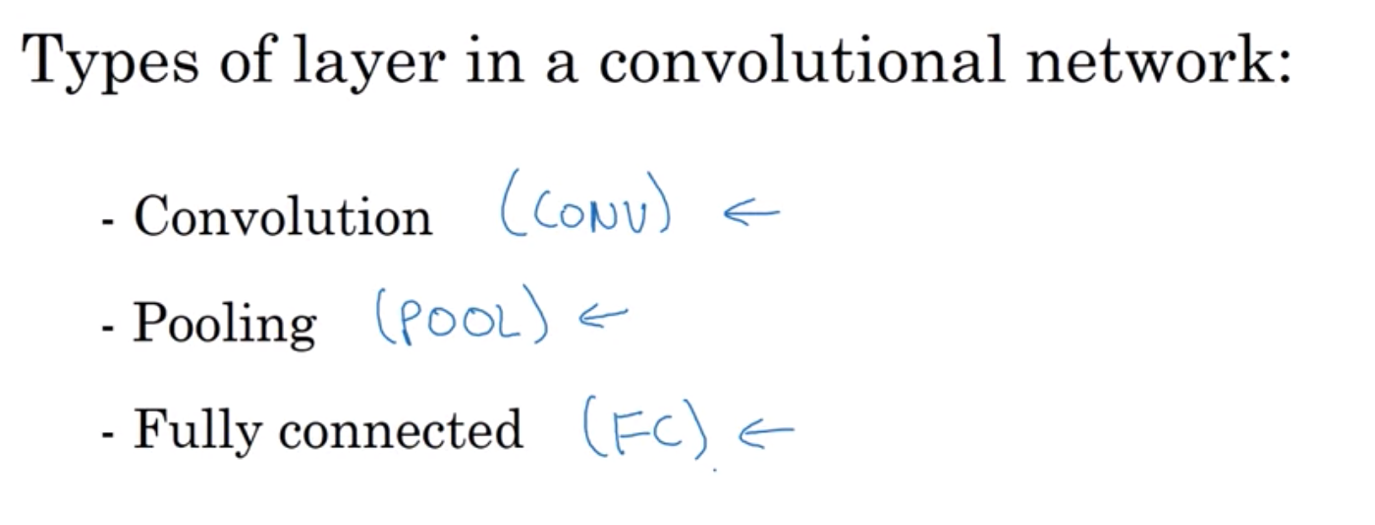 Types of layer in a convolutional network:
- Convolution (CONV) ←
- Pooling (POOL) ←
- Fully connected (FC) ←